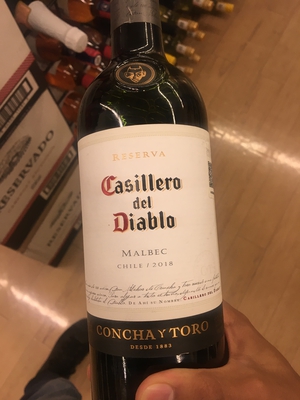 RESERVA
Casillero
del
Diablo
MALBEC
CHILE / 2018
CONCHA Y TORO
DESDE 1883
RESERVADO